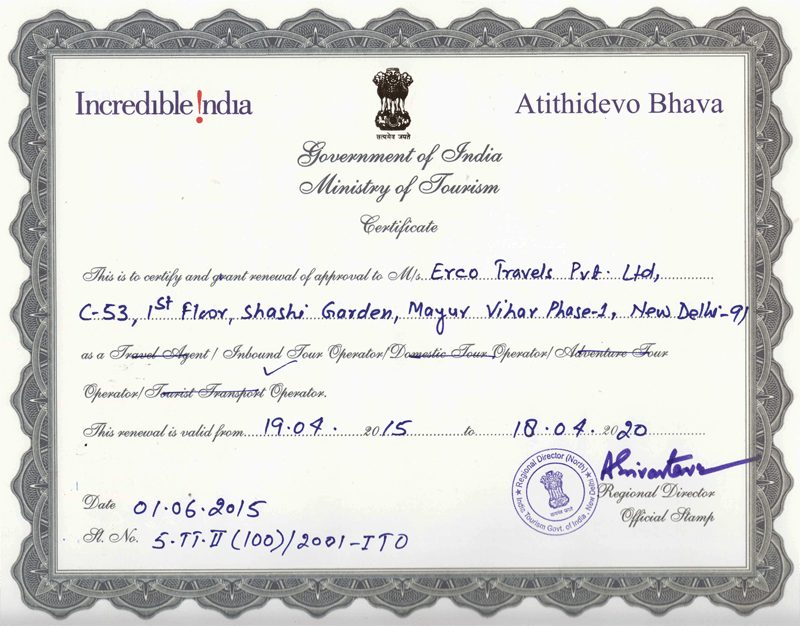 Incredible !ndia
Atithidevo Bhava
सत्यमेव जयते
Government of India
Ministry of Tourism
Certificate
This is to certify and grant renewal of approval to M/s Erco Travels Pvt. Ltd,
C-53, 1st Floor, Shashi Garden, Mayur Vihar Phase-1, New Delhi-91
as a Travel Agent / Inbound Tour Operator/Domestic Tour Operator/ Adventure Tour
Operator/ Tourist Transport Operator.
This renewal is valid from 19.04. 2015 to 18.04. 2020
Regional Director (North)
India Tourism Govt. of India, New Delhi
Regional Director
Official Stamp
Date 01.06.2015
Sl. No. 5-TT-II(100)/2001-ITO